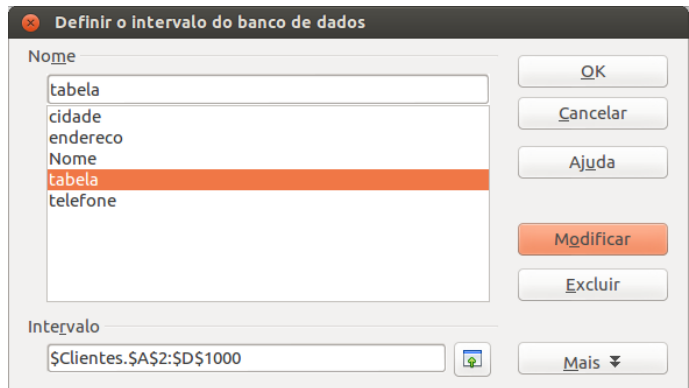 Definir o intervalo do banco de dados
Nome
tabela
cidade
endereco
Nome
tabela
telefone
Intervalo
$Clientes.$A$2:$D$1000
OK
Cancelar
Ajuda
Modificar
Excluir
Mais